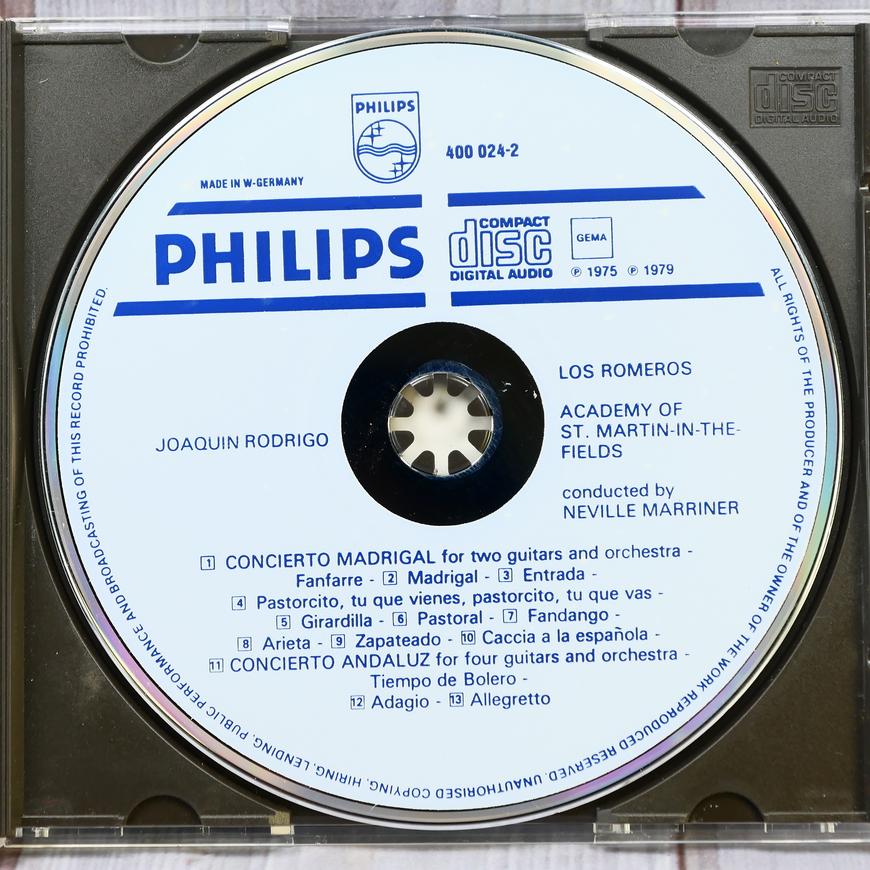 COMPACT
disc
DIGITAL AUDIO
PHILIPS
400 024-2
MADE IN W-GERMANY
PHILIPS
COMPACT
disc
DIGITAL AUDIO
GEMA
℗ 1975 ℗ 1979
LOS ROMEROS
ACADEMY OF
ST. MARTIN-IN-THE-
FIELDS
JOAQUIN RODRIGO
conducted by
NEVILLE MARRINER
1 CONCIERTO MADRIGAL for two guitars and orchestra -
Fanfarre - 2 Madrigal - 3 Entrada -
4 Pastorcito, tu que vienes, pastorcito, tu que vas -
5 Girardilla - 6 Pastoral - 7 Fandango -
8 Arieta - 9 Zapateado - 10 Caccia a la española -
11 CONCIERTO ANDALUZ for four guitars and orchestra -
Tiempo de Bolero -
12 Adagio - 13 Allegretto
ALL RIGHTS OF THE PRODUCER AND OF THE OWNER OF THE WORK REPRODUCED RESERVED. UNAUTHORISED COPYING, HIRING, LENDING, PUBLIC PERFORMANCE AND BROADCASTING OF THIS RECORD PROHIBITED.